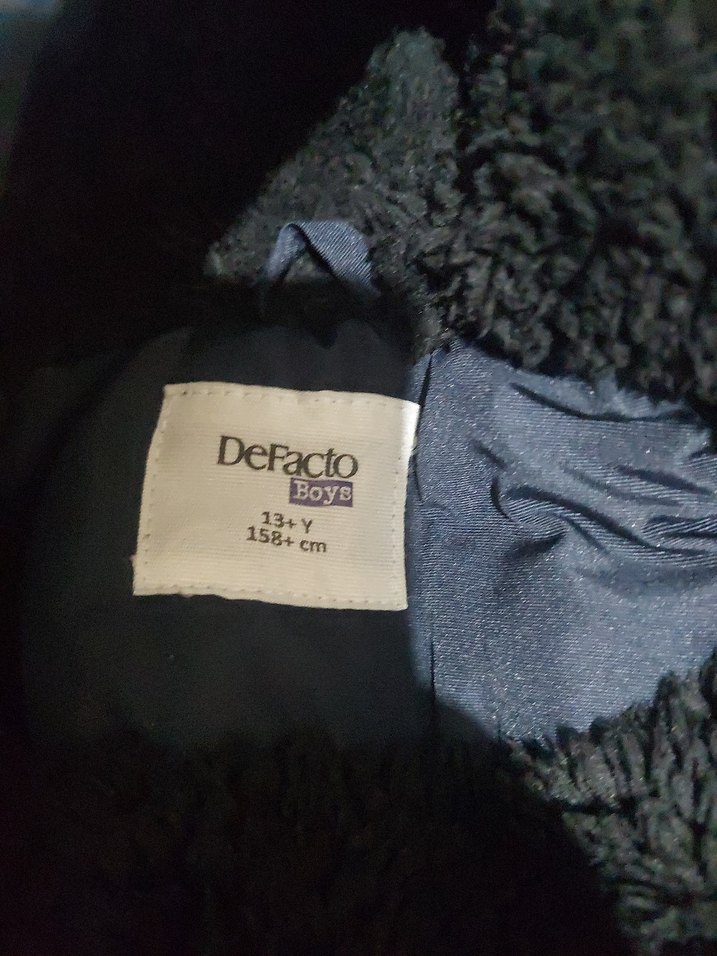 DeFacto
Boys
13+ Y
158+ cm